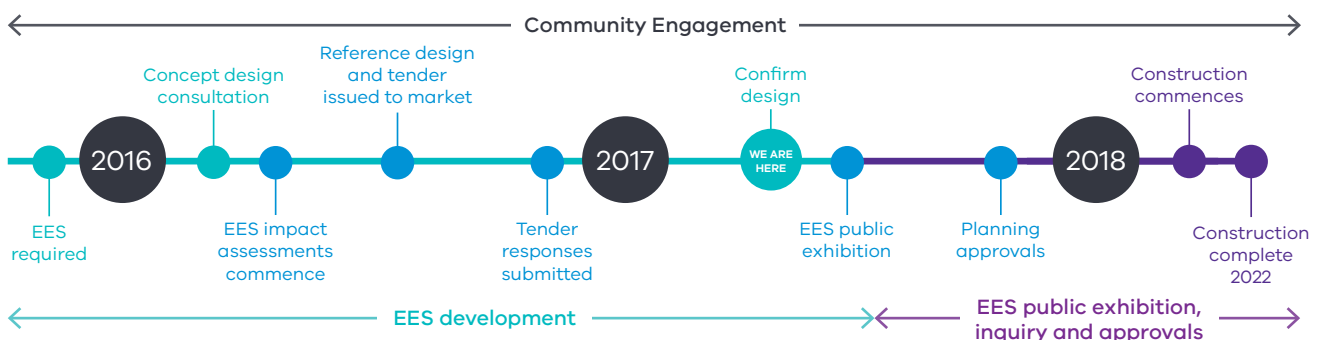 Community Engagement
Concept design
consultation
Reference design
and tender
issued to market
Confirm
design
Construction
commences
2016
2017
WE ARE
HERE
2018
EES
required
EES impact
assessments
commence
Tender
responses
submitted
EES public
exhibition
Planning
approvals
Construction
complete
2022
EES development
EES public exhibition,
inquiry and approvals